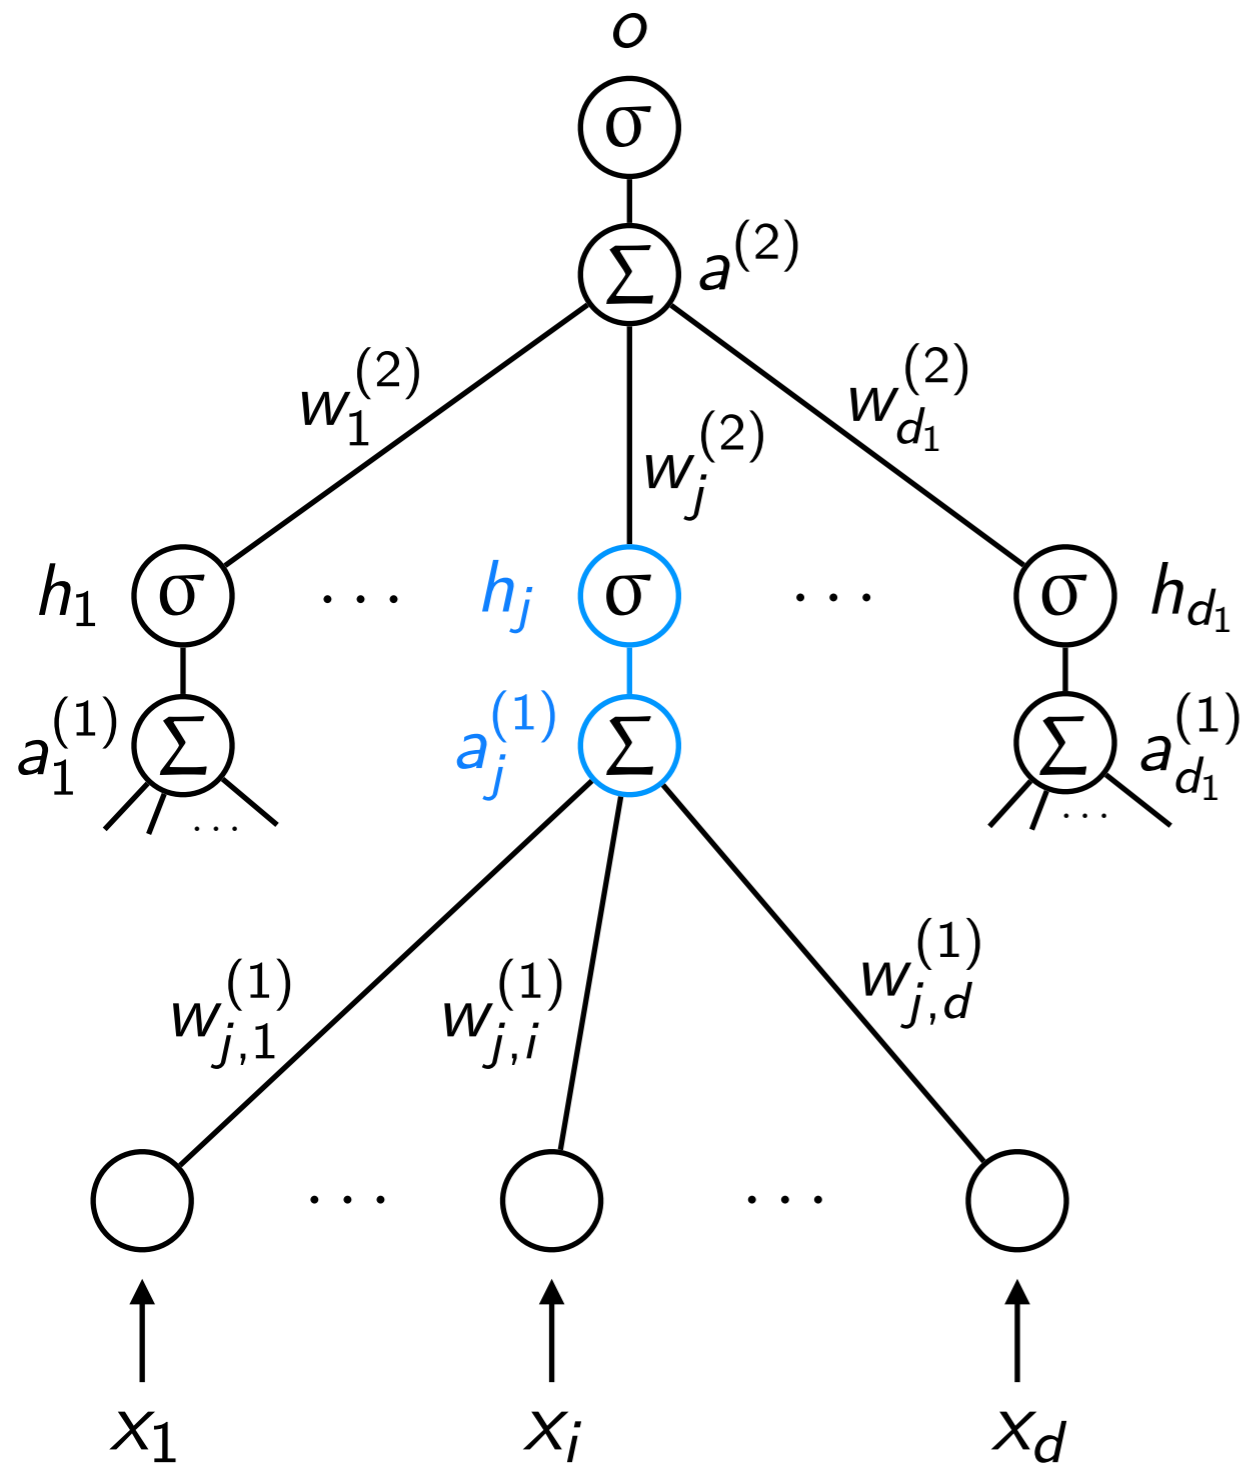 o
σ
Σ a^(2)
w_1^(2) w_j^(2) w_{d_1}^(2)
h_1 σ ··· h_j σ ··· σ h_{d_1}
a_1^(1) Σ a_j^(1) Σ Σ a_{d_1}^(1)
··· ···
w_{j,1}^(1) w_{j,i}^(1) w_{j,d}^(1)
··· ···
x_1 x_i x_d